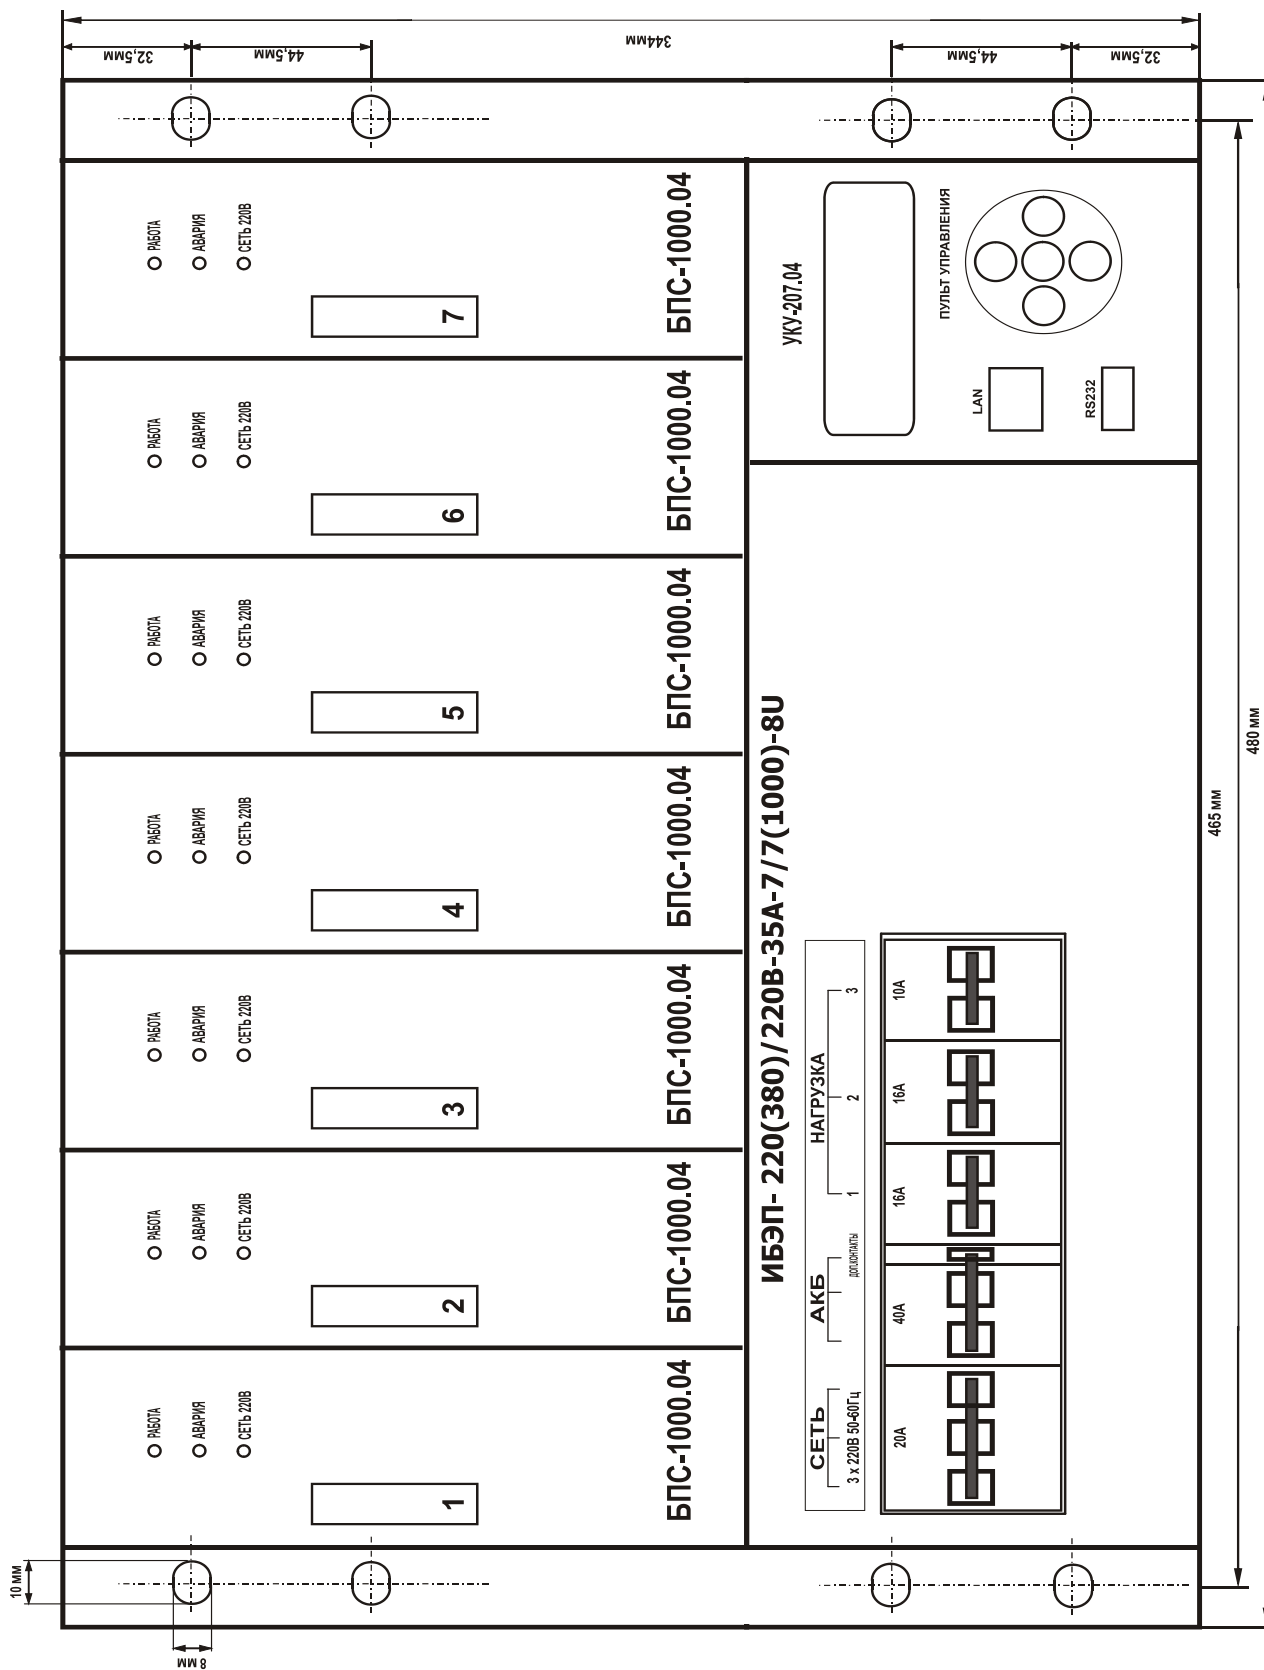 32,5мм
44,5мм
344мм
44,5мм
32,5мм
10 мм
8 мм
465 мм
480 мм
1
РАБОТА
АВАРИЯ
СЕТЬ 220В
БПС-1000.04
2
РАБОТА
АВАРИЯ
СЕТЬ 220В
БПС-1000.04
3
РАБОТА
АВАРИЯ
СЕТЬ 220В
БПС-1000.04
4
РАБОТА
АВАРИЯ
СЕТЬ 220В
БПС-1000.04
5
РАБОТА
АВАРИЯ
СЕТЬ 220В
БПС-1000.04
6
РАБОТА
АВАРИЯ
СЕТЬ 220В
БПС-1000.04
7
РАБОТА
АВАРИЯ
СЕТЬ 220В
БПС-1000.04
ИБЭП- 220(380)/220В-35А-7/7(1000)-8U
СЕТЬ
3 х 220В 50-60Гц
АКБ
ДОП.КОНТАКТЫ
НАГРУЗКА
1
2
3
20А
40А
16А
16А
10А
УКУ-207.04
ПУЛЬТ УПРАВЛЕНИЯ
LAN
RS232